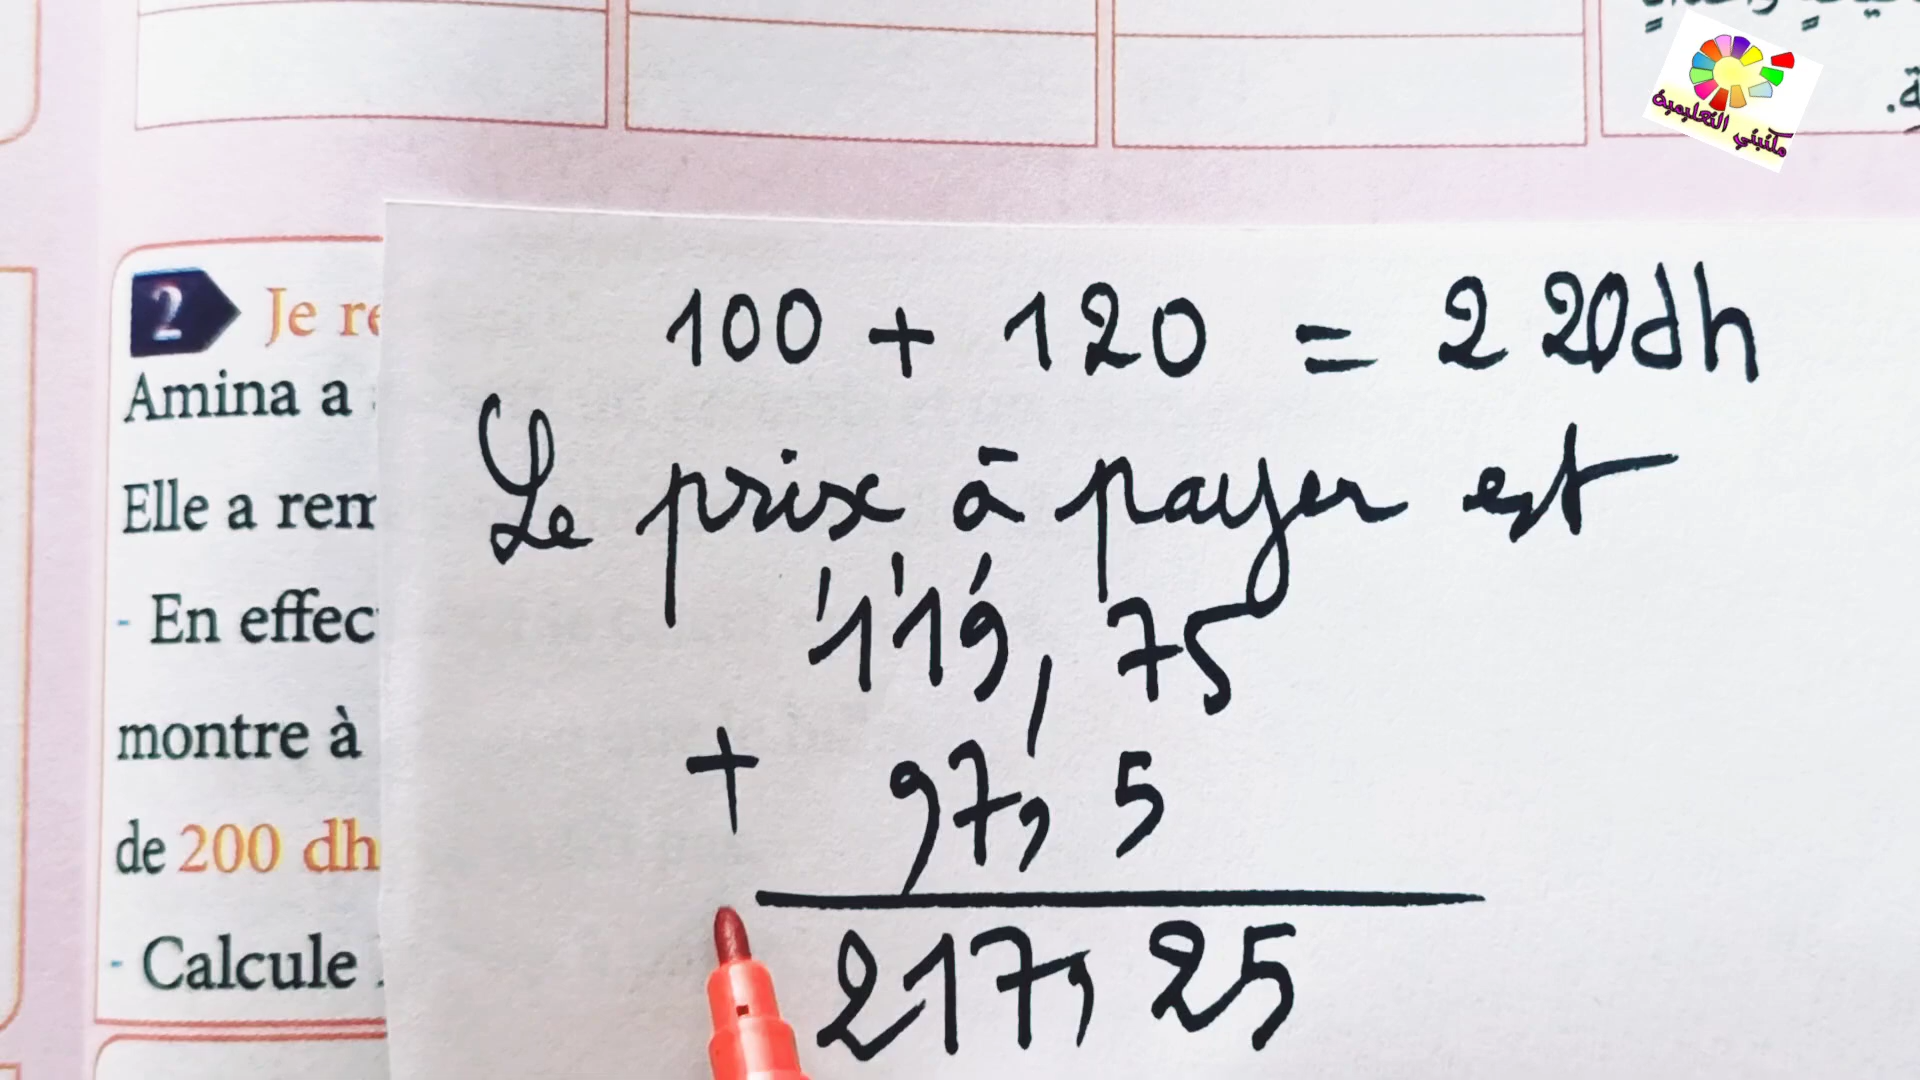 مكتبتي التعليمية
2 Je re
Amina a
Elle a rem
- En effec
montre à
de 200 dh
- Calcule
100 + 120 = 220dh
Le prix à payer est
119,75
+ 97,5
217,25